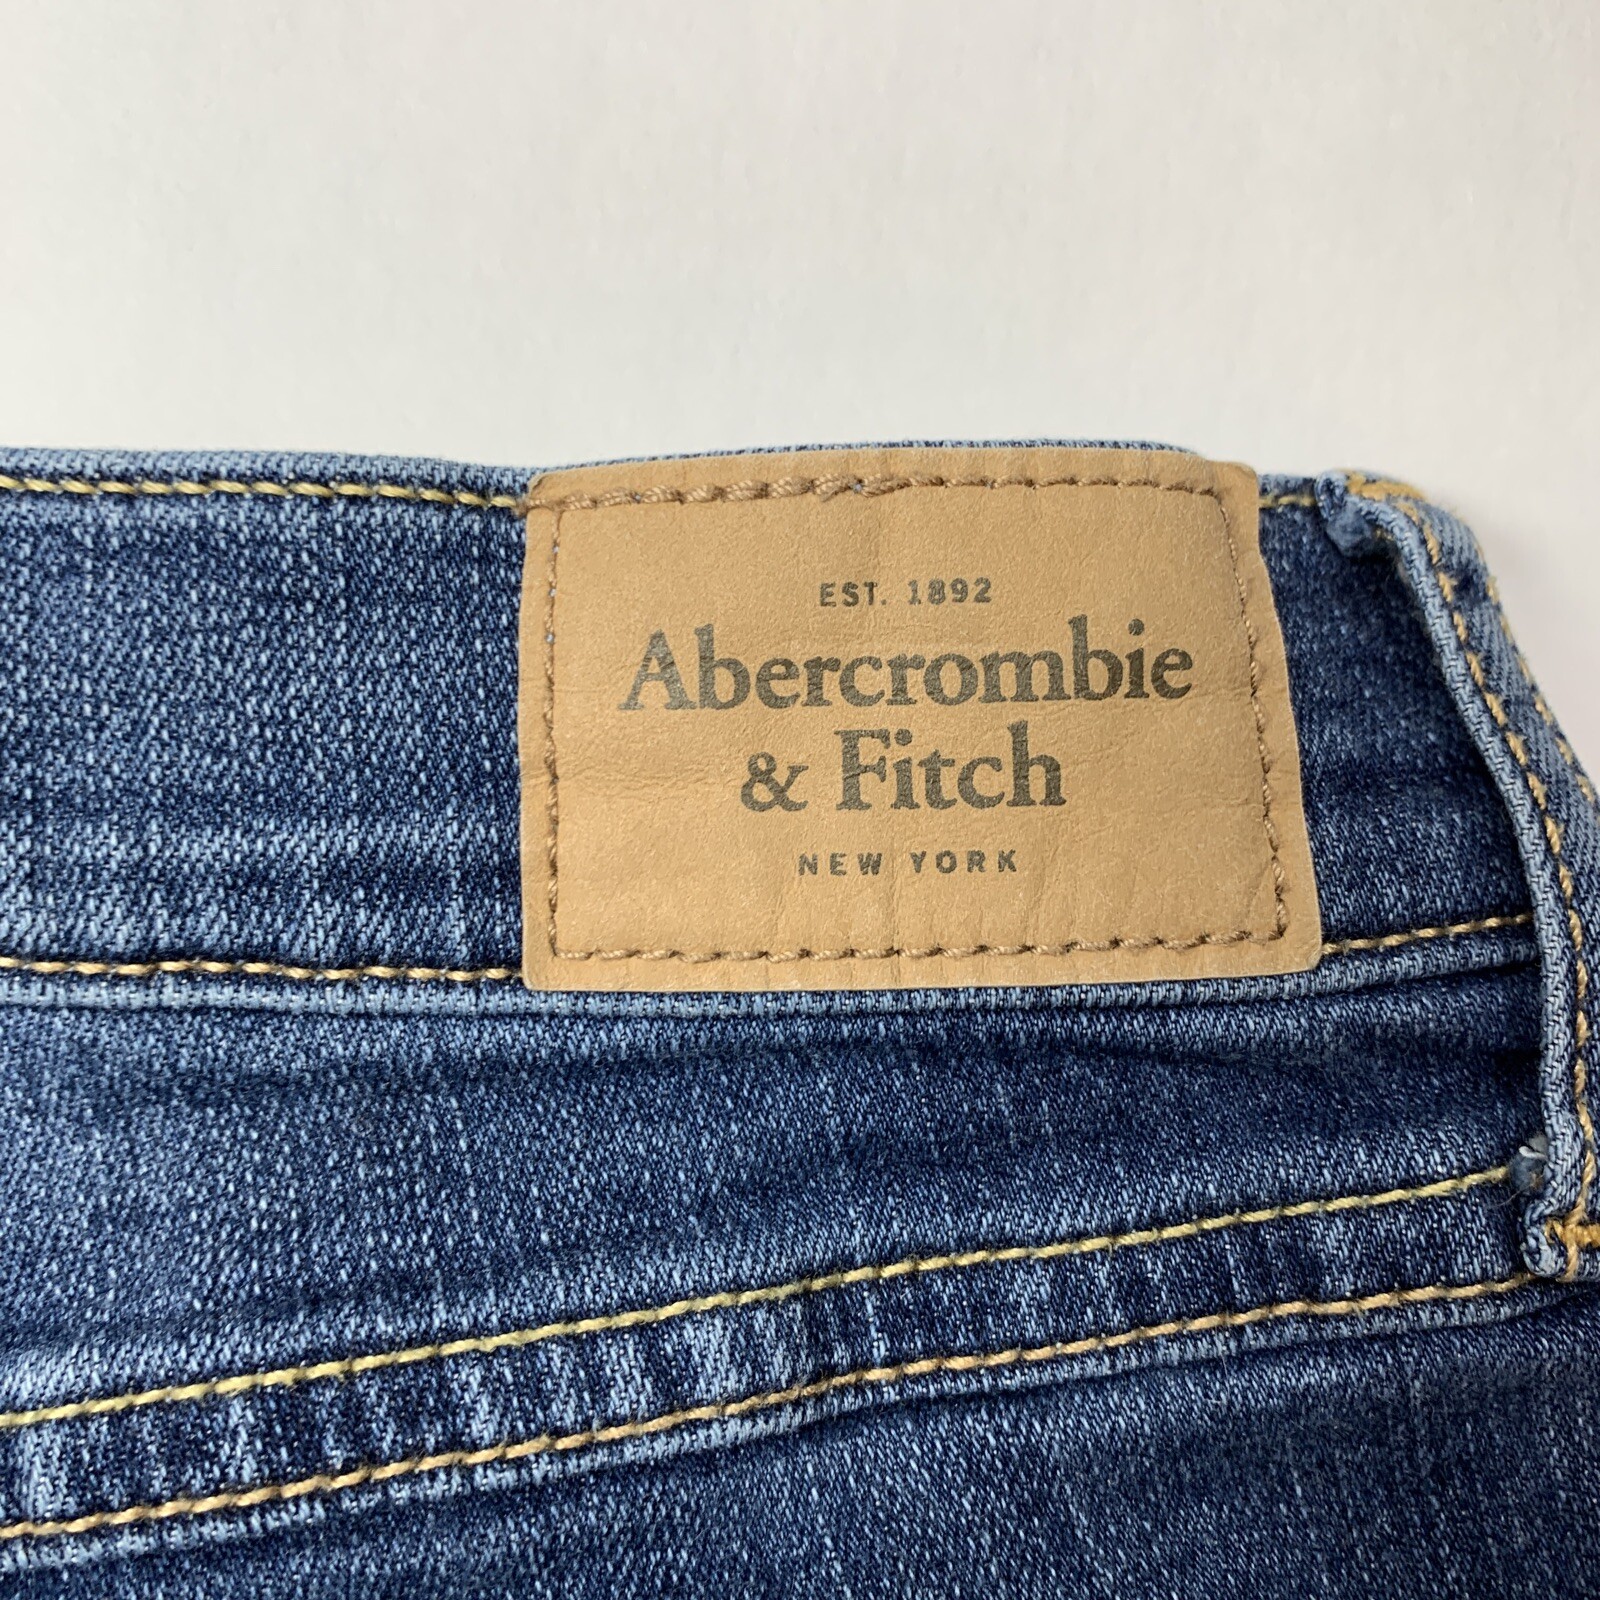 EST. 1892
Abercrombie
& Fitch
NEW YORK